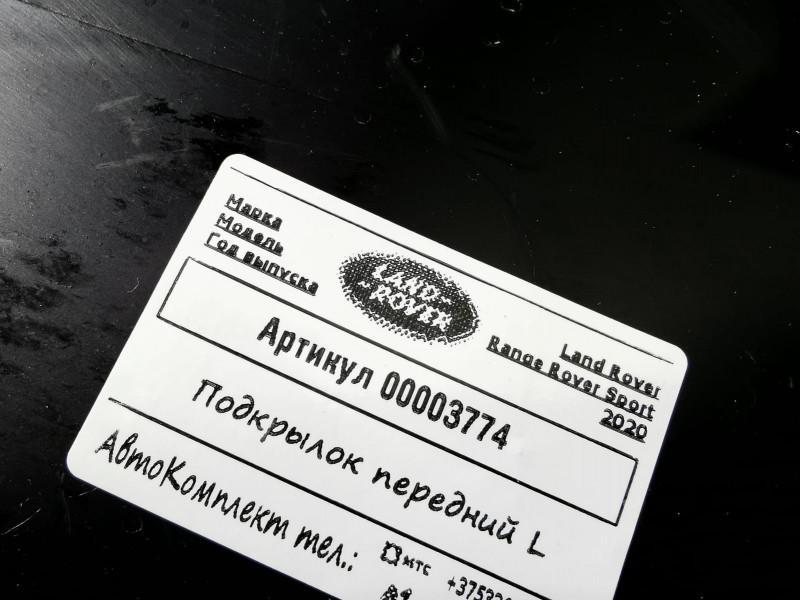 Марка
Модель
Год выпуска
LAND
ROVER
Land Rover
Range Rover Sport
2020
Артикул 00003774
Подкрылок передний L
АвтоКомплект тел.:
мтс